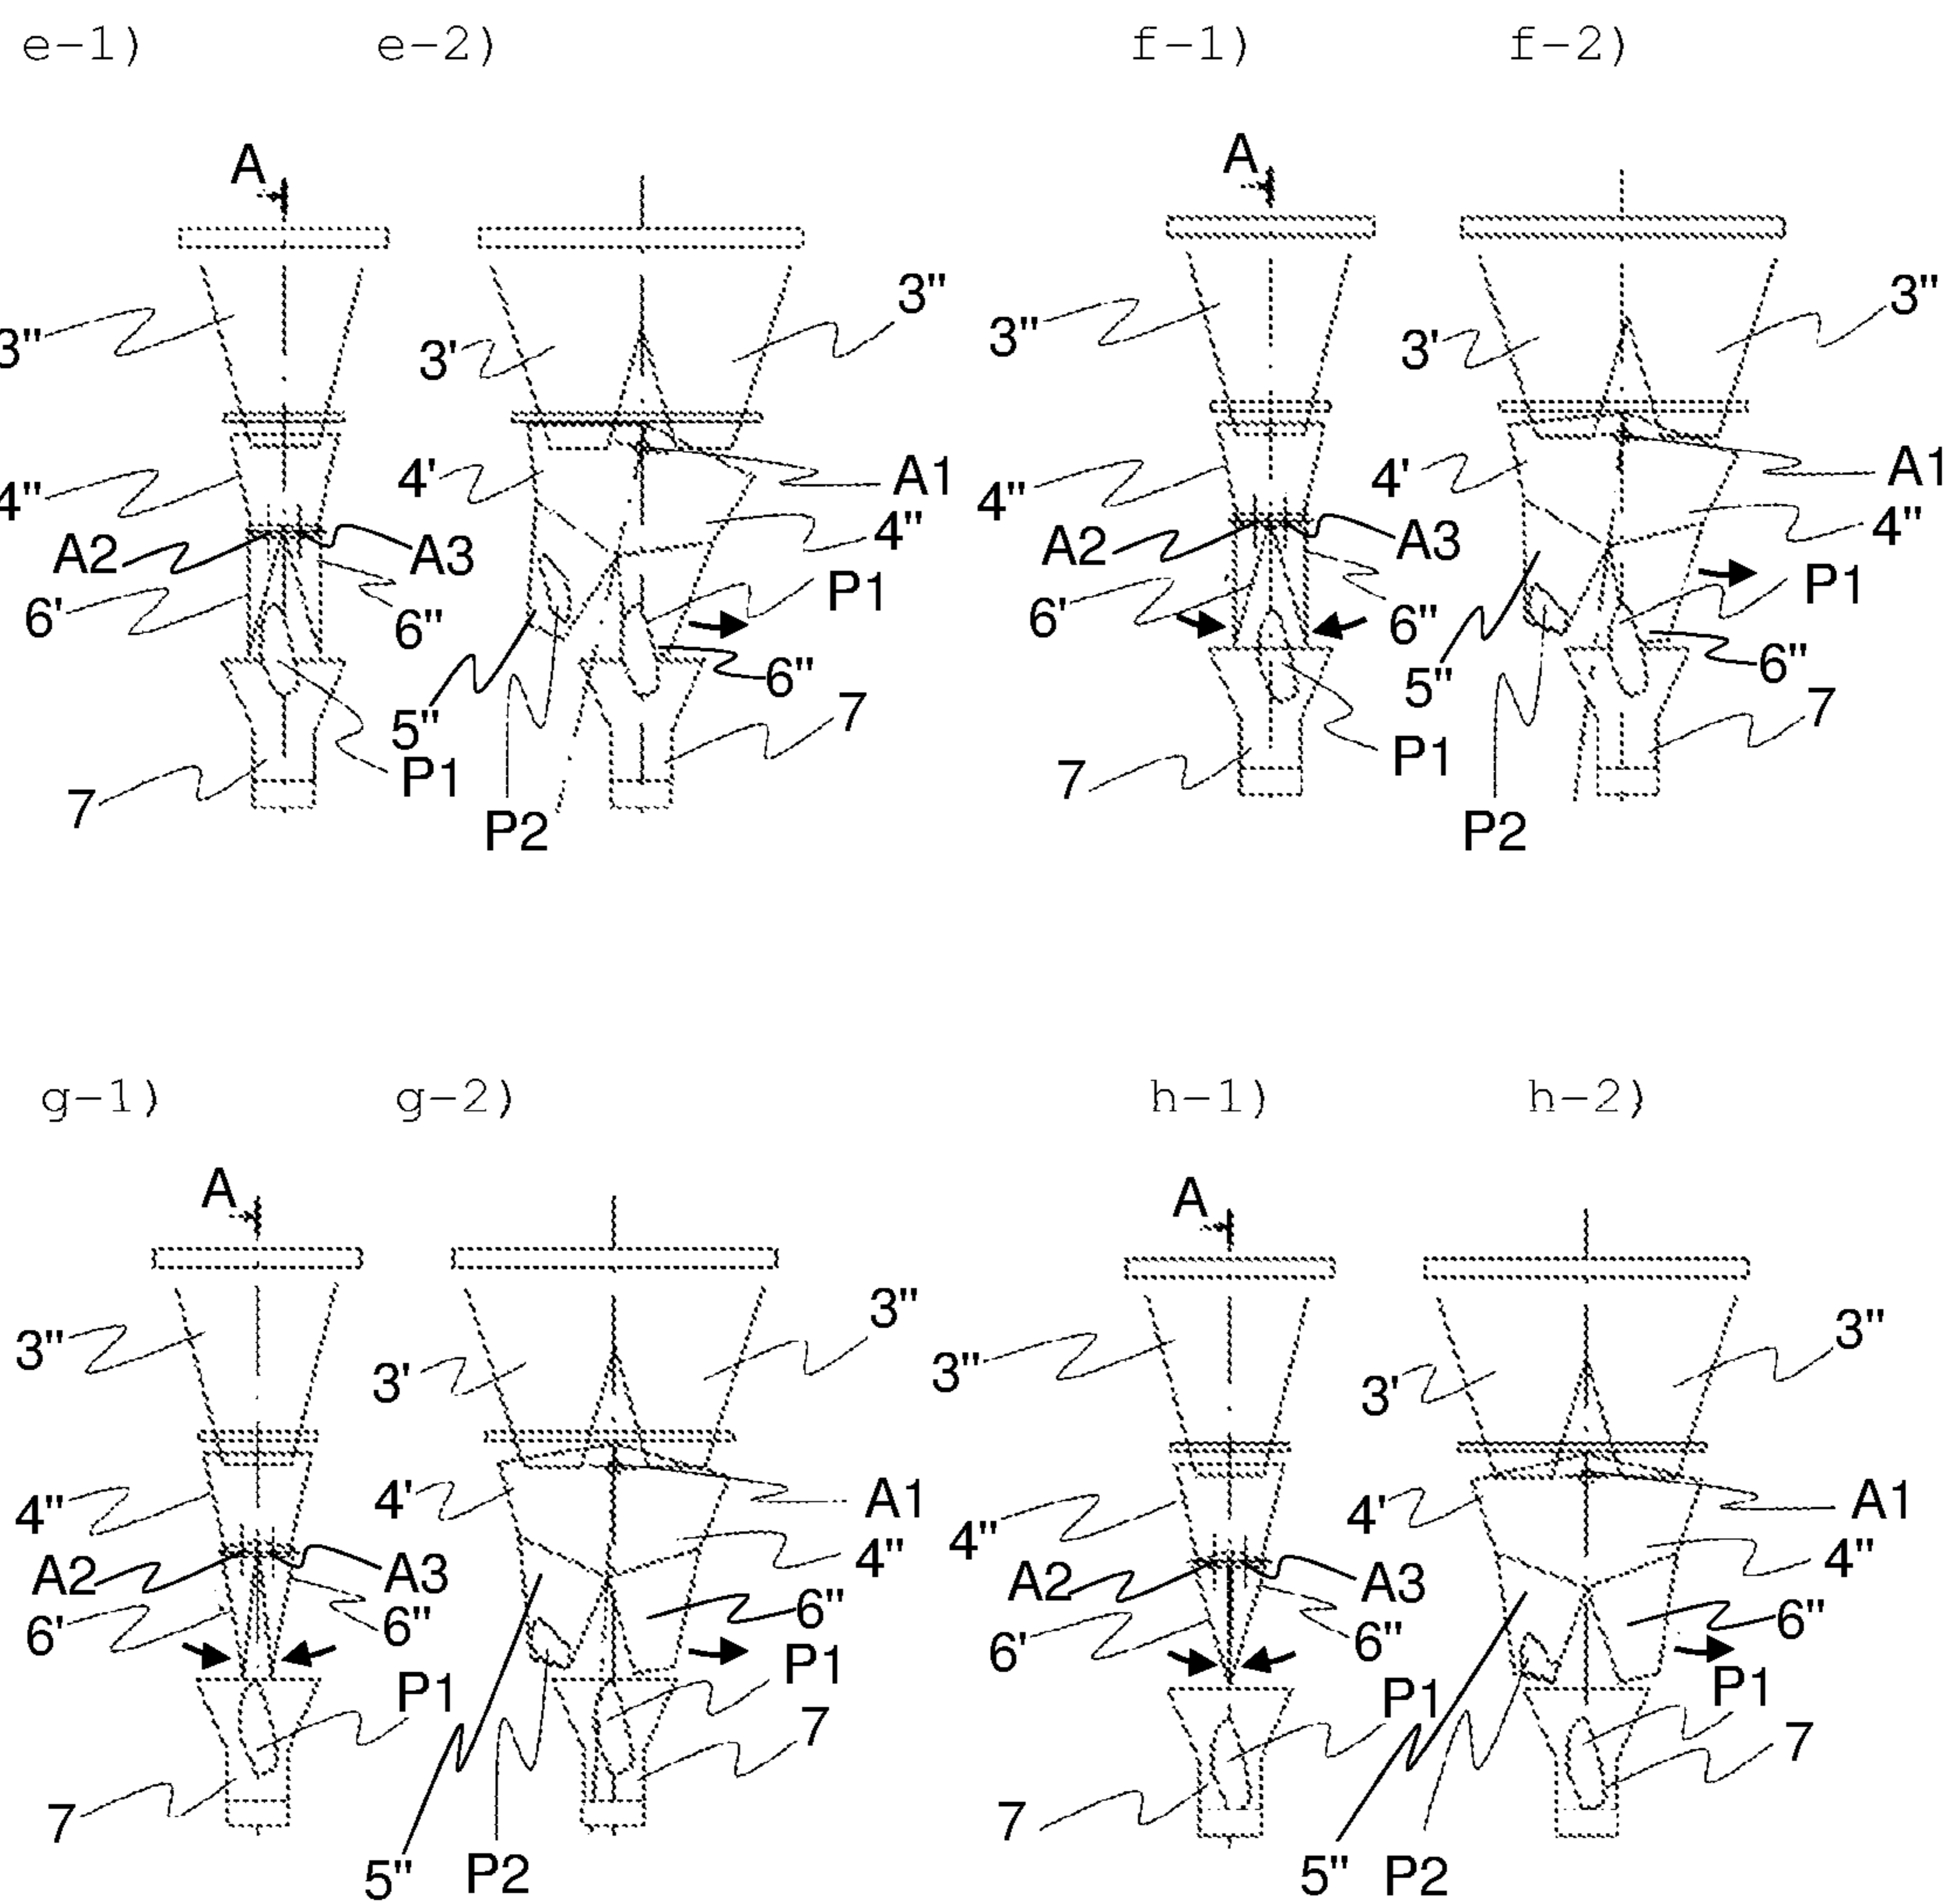 e-1) e-2) f-1) f-2)
A A
3" 3' 3" 3" 3' 3"
4" 4' A1 4" 4" 4' A1 4"
A2 A3 P1 A2 A3 P1
6' 6" 6" 6' 6" 6"
5" 7 5" 7
7 P1 P2 7 P1 P2
g-1) g-2) h-1) h-2)
A A
3" 3' 3" 3" 3' 3"
4" 4' A1 4" 4" 4' A1 4"
A2 A3 6" A2 A3 6"
6' 6" P1 6' 6" P1
P1 7 P1 7
7 5" P2 7 5" P2